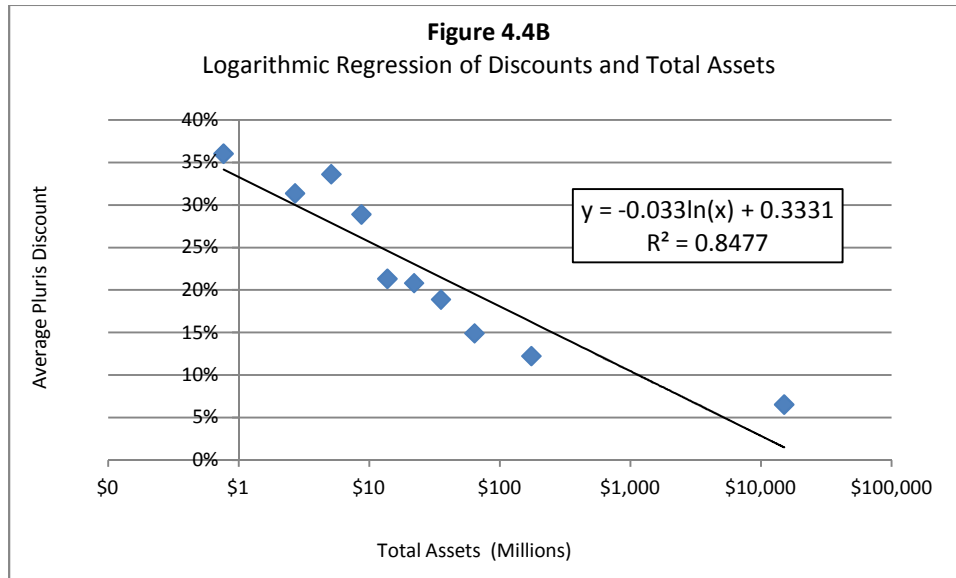 Figure 4.4B
Logarithmic Regression of Discounts and Total Assets
Average Pluris Discount
40%
35%
30%
25%
20%
15%
10%
5%
0%
y = -0.033ln(x) + 0.3331
R² = 0.8477
$0 $1 $10 $100 $1,000 $10,000 $100,000
Total Assets (Millions)